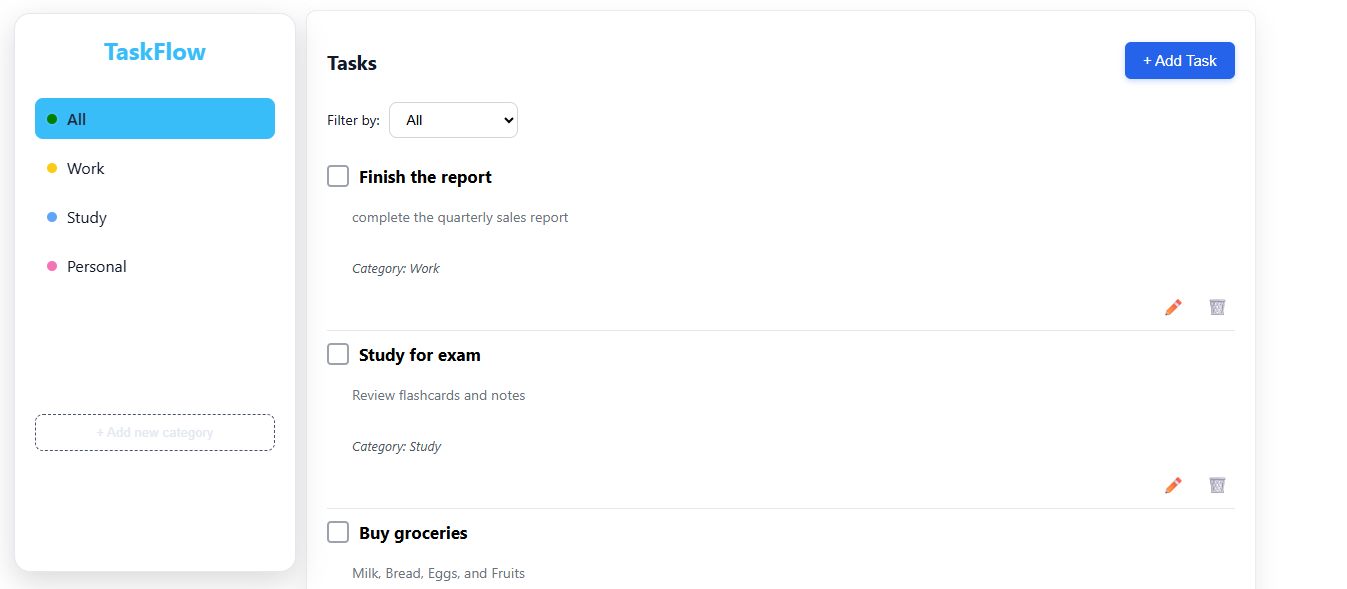 TaskFlow
All
Work
Study
Personal
+ Add new category
Tasks
+ Add Task
Filter by: All
Finish the report
complete the quarterly sales report
Category: Work
Study for exam
Review flashcards and notes
Category: Study
Buy groceries
Milk, Bread, Eggs, and Fruits